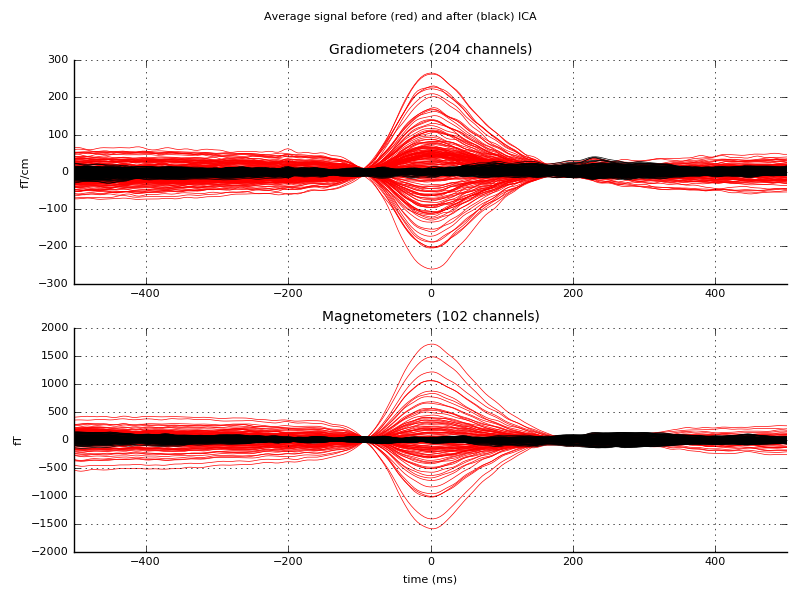 Average signal before (red) and after (black) ICA
Gradiometers (204 channels)
300
200
100
0
−100
−200
−300
fT/cm
−400 −200 0 200 400
Magnetometers (102 channels)
2000
1500
1000
500
0
−500
−1000
−1500
−2000
fT
−400 −200 0 200 400
time (ms)